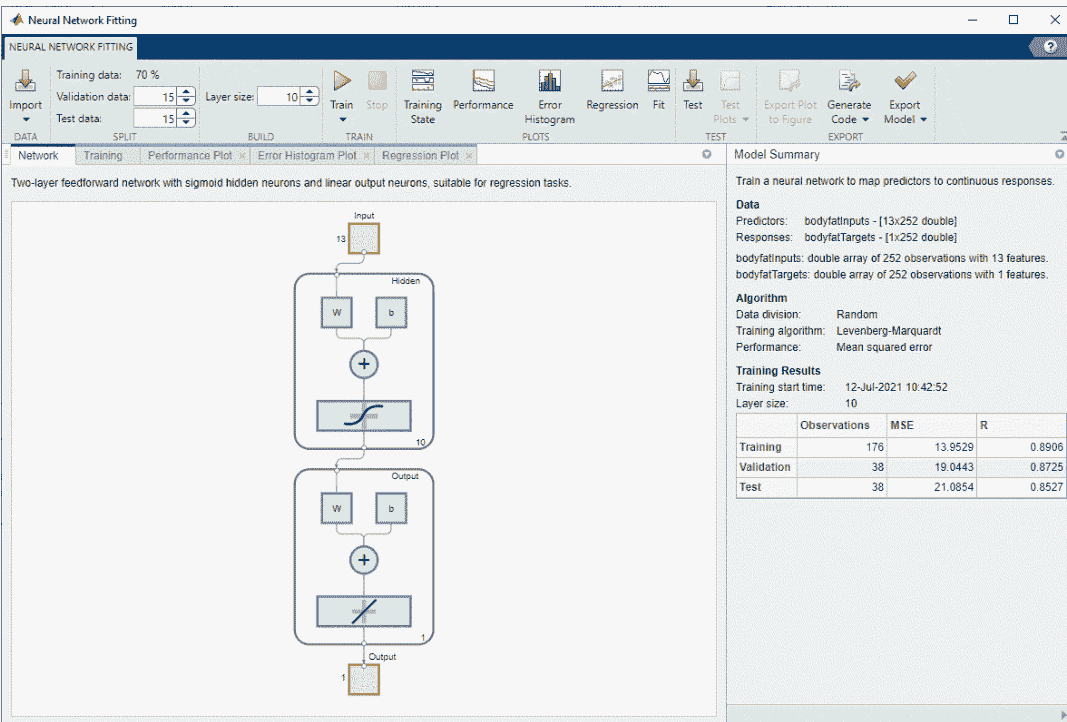 Neural Network Fitting
NEURAL NETWORK FITTING
?
Training data: 70 %
Validation data: 15
Test data: 15
Layer size: 10
Import
Train
Stop
Training State
Performance
Error Histogram
Regression
Fit
Test
Test Plots
Export Plot to Figure
Generate Code
Export Model
DATA
SPLIT
BUILD
TRAIN
PLOTS
TEST
EXPORT
Network
Training
Performance Plot
Error Histogram Plot
Regression Plot
Two-layer feedforward network with sigmoid hidden neurons and linear output neurons, suitable for regression tasks.
Input
13
Hidden
W b
+
10
Output
W b
+
1
Output
1
Model Summary
Train a neural network to map predictors to continuous responses.
Data
Predictors: bodyfatInputs - [13x252 double]
Responses: bodyfatTargets - [1x252 double]
bodyfatInputs: double array of 252 observations with 13 features.
bodyfatTargets: double array of 252 observations with 1 features.
Algorithm
Data division: Random
Training algorithm: Levenberg-Marquardt
Performance: Mean squared error
Training Results
Training start time: 12-Jul-2021 10:42:52
Layer size: 10
Observations MSE R
Training 176 13.9529 0.8906
Validation 38 19.0443 0.8725
Test 38 21.0854 0.8527